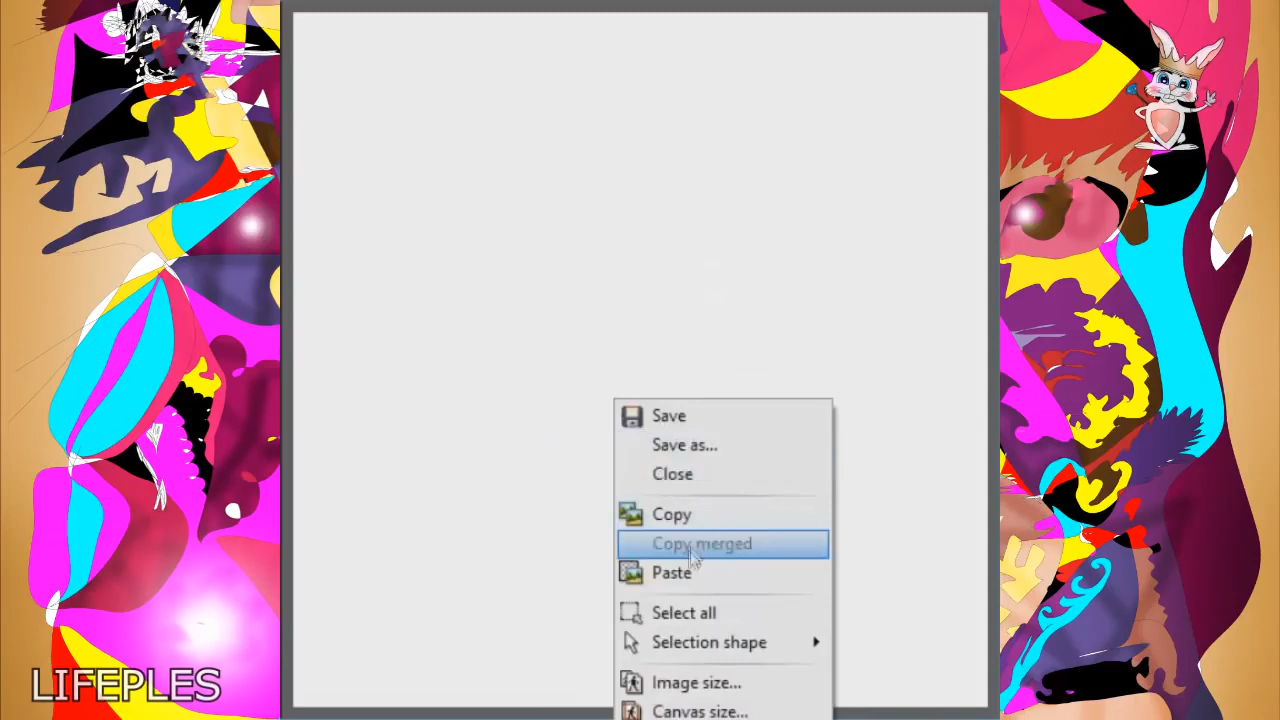 Save
Save as...
Close
Copy
Copy merged
Paste
Select all
Selection shape
Image size...
Canvas size...
LIFEPLES